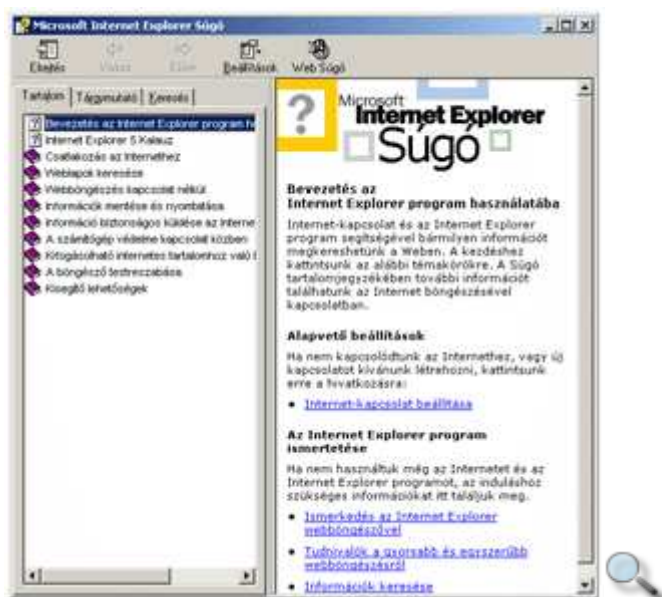 Microsoft Internet Explorer Súgó
Elrejtés Vissza Előre Beállítások Web Súgó
Tartalom Tárgymutató Keresés
Bevezetés az Internet Explorer program h
Internet Explorer 5 Kalauz
Csatlakozás az Internethez
Weblapok keresése
Webböngészés kapcsolat nélkül
Információk mentése és nyomtatása
Információ biztonságos küldése az Interne
A számítógép védelme kapcsolat közben
Kifogásolható internetes tartalomhoz való
A böngésző testreszabása
Kisegítő lehetőségek
?
Microsoft
Internet Explorer
Súgó
Bevezetés az
Internet Explorer program használatába
Internet-kapcsolat és az Internet Explorer
program segítségével bármilyen információt
megkereshetünk a Weben. A kezdéshez
kattintsunk az alábbi témakörökre. A Súgó
tartalomjegyzékében további információt
találhatunk az Internet böngészésével
kapcsolatban.
Alapvető beállítások
Ha nem kapcsolódtunk az Internethez, vagy új
kapcsolatot kívánunk létrehozni, kattintsunk
erre a hivatkozásra:
• Internet-kapcsolat beállítása
Az Internet Explorer program
ismertetése
Ha nem használtuk még az Internetet és az
Internet Explorer programot, az induláshoz
szükséges információkat itt találjuk meg.
• Ismerkedés az Internet Explorer
webböngészővel
• Tudnivalók a gyorsabb és egyszerűbb
webböngészésről
• Információk keresése